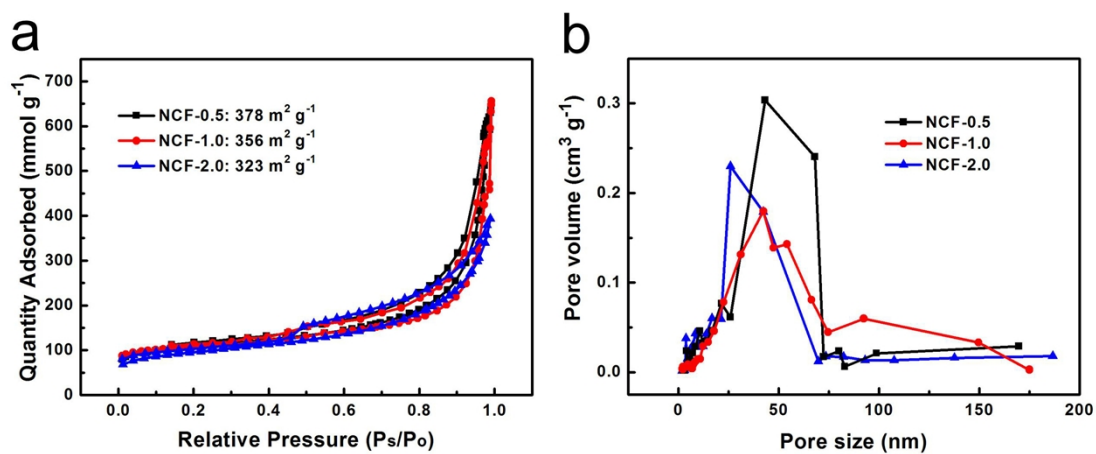 a
Quantity Adsorbed (mmol g⁻¹)
700
600
500
400
300
200
100
0
NCF-0.5: 378 m² g⁻¹
NCF-1.0: 356 m² g⁻¹
NCF-2.0: 323 m² g⁻¹
0.0 0.2 0.4 0.6 0.8 1.0
Relative Pressure (Ps/Po)
b
Pore volume (cm³ g⁻¹)
0.3
0.2
0.1
0.0
NCF-0.5
NCF-1.0
NCF-2.0
0 50 100 150 200
Pore size (nm)